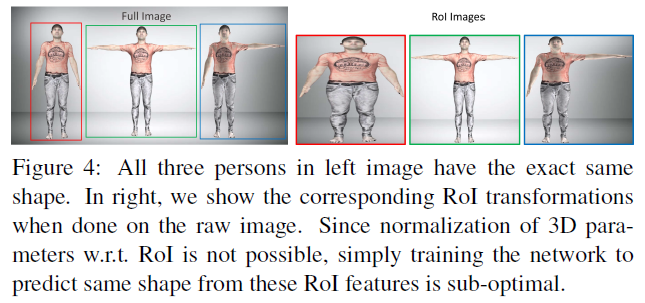 Full Image
RoI Images
Figure 4: All three persons in left image have the exact same
shape. In right, we show the corresponding RoI transformations
when done on the raw image. Since normalization of 3D para-
meters w.r.t. RoI is not possible, simply training the network to
predict same shape from these RoI features is sub-optimal.